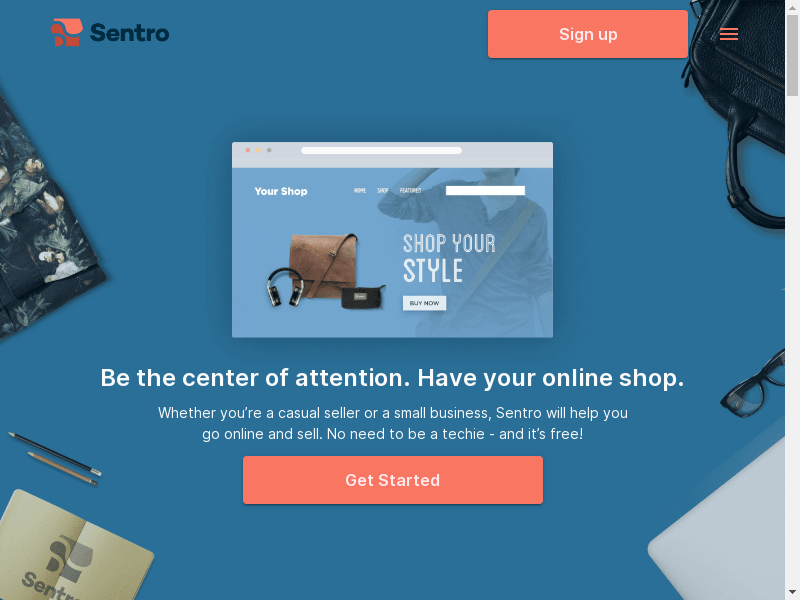 Sentro
Sign up
Your Shop
HOME
SHOP
FEATURED
SHOP YOUR
STYLE
BUY NOW
Be the center of attention. Have your online shop.
Whether you’re a casual seller or a small business, Sentro will help you
go online and sell. No need to be a techie - and it’s free!
Get Started
Sentro